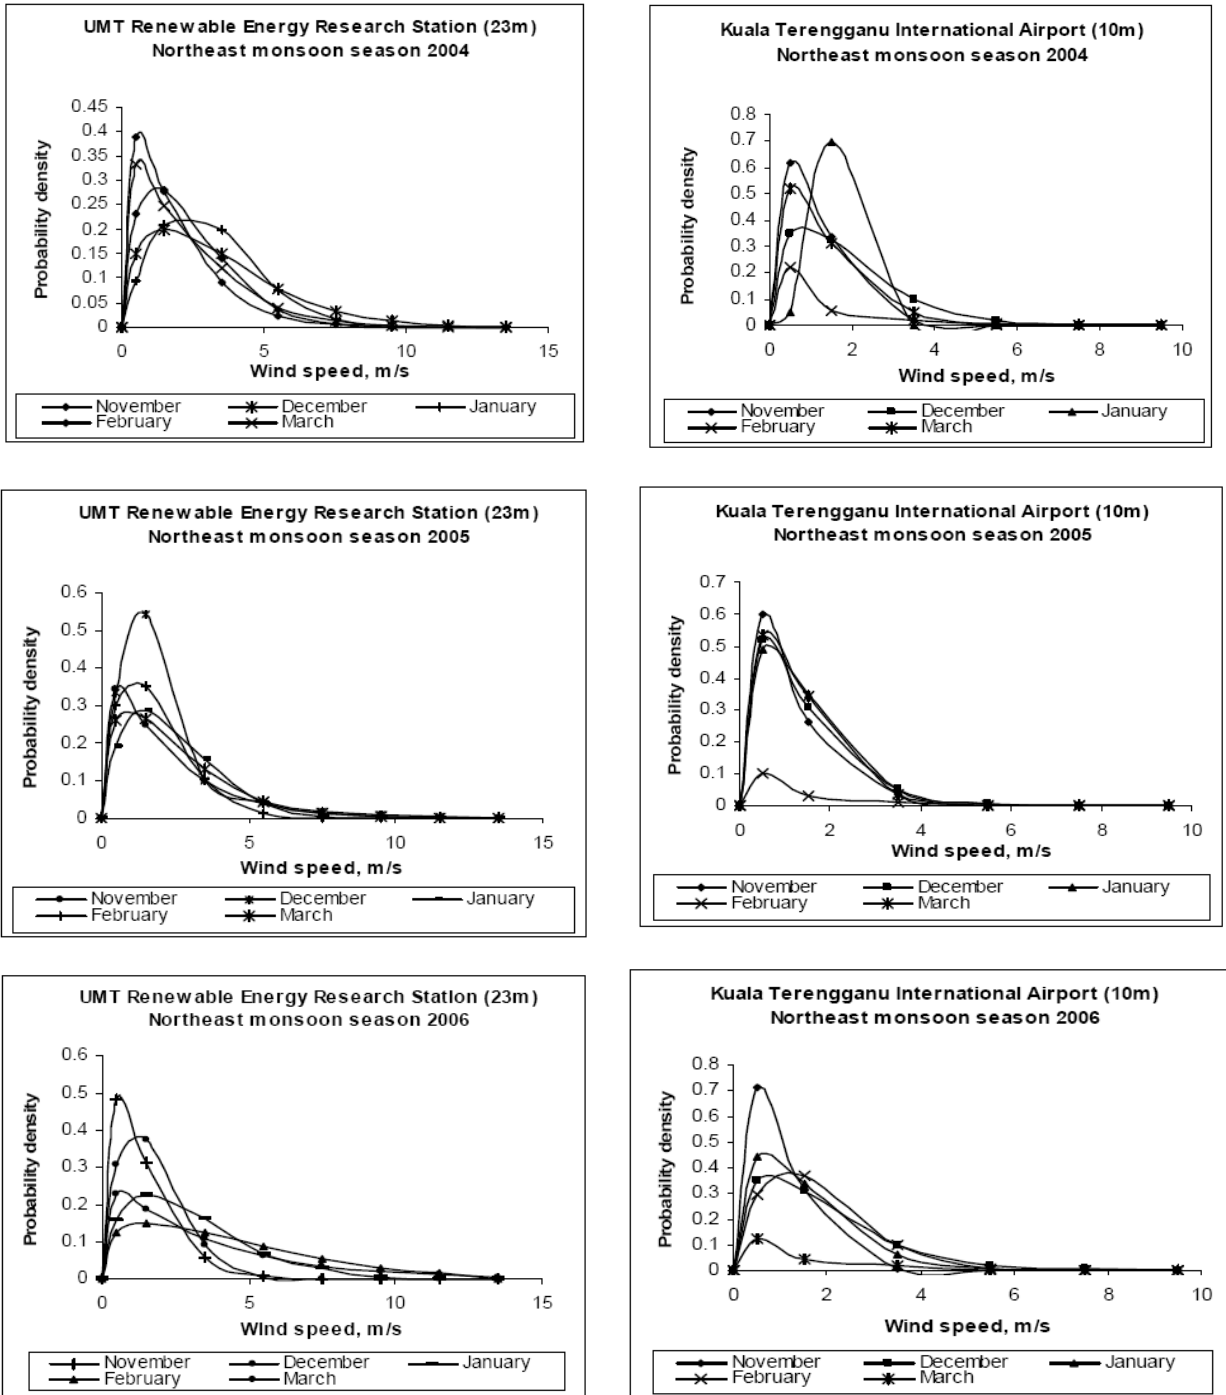 UMT Renewable Energy Research Station (23m)
Northeast monsoon season 2004
Probability density
0.45
0.4
0.35
0.3
0.25
0.2
0.15
0.1
0.05
0
0 5 10 15
Wind speed, m/s
November December January
February March
Kuala Terengganu International Airport (10m)
Northeast monsoon season 2004
Probability density
0.8
0.7
0.6
0.5
0.4
0.3
0.2
0.1
0
0 2 4 6 8 10
Wind speed, m/s
November December January
February March
UMT Renewable Energy Research Station (23m)
Northeast monsoon season 2005
Probability density
0.6
0.5
0.4
0.3
0.2
0.1
0
0 5 10 15
Wind speed, m/s
November December January
February March
Kuala Terengganu International Airport (10m)
Northeast monsoon season 2005
Probability density
0.7
0.6
0.5
0.4
0.3
0.2
0.1
0
0 2 4 6 8 10
Wind speed, m/s
November December January
February March
UMT Renewable Energy Research Station (23m)
Northeast monsoon season 2006
Probability density
0.6
0.5
0.4
0.3
0.2
0.1
0
0 5 10 15
Wind speed, m/s
November December January
February March
Kuala Terengganu International Airport (10m)
Northeast monsoon season 2006
Probability density
0.8
0.7
0.6
0.5
0.4
0.3
0.2
0.1
0
0 2 4 6 8 10
Wind speed, m/s
November December January
February March